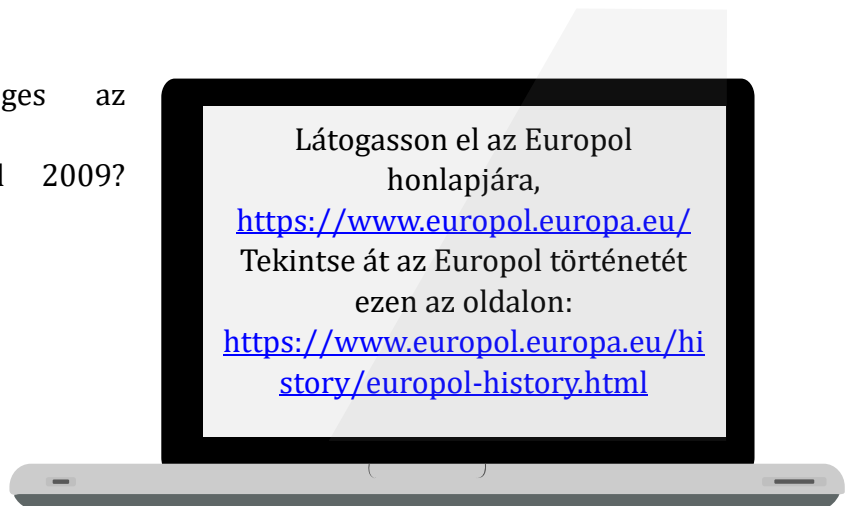 az
2009?
Látogasson el az Europol
honlapjára,
https://www.europol.europa.eu/
Tekintse át az Europol történetét
ezen az oldalon:
https://www.europol.europa.eu/hi
story/europol-history.html